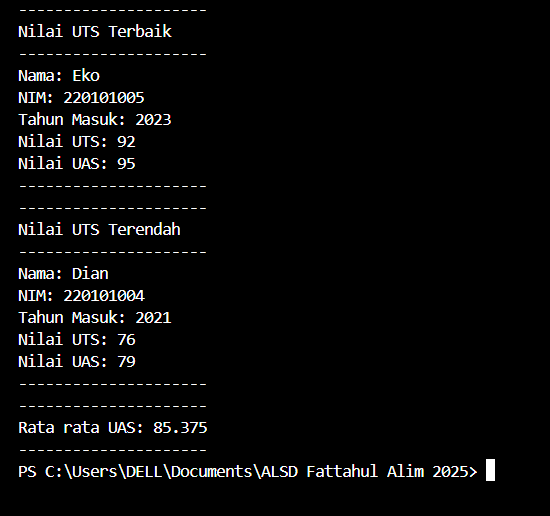 ---------------------
Nilai UTS Terbaik
---------------------
Nama: Eko
NIM: 220101005
Tahun Masuk: 2023
Nilai UTS: 92
Nilai UAS: 95
---------------------
---------------------
Nilai UTS Terendah
---------------------
Nama: Dian
NIM: 220101004
Tahun Masuk: 2021
Nilai UTS: 76
Nilai UAS: 79
---------------------
---------------------
Rata rata UAS: 85.375
---------------------
PS C:\Users\DELL\Documents\ALSD Fattahul Alim 2025>